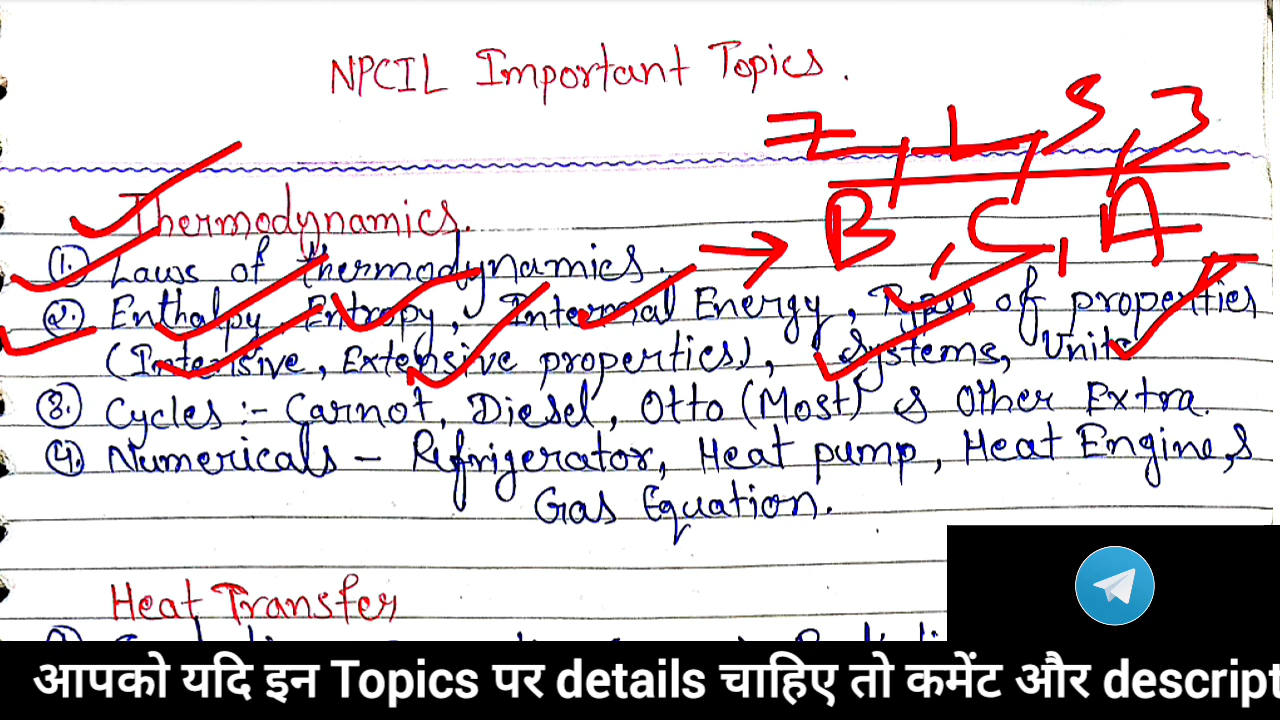 NPCIL Important Topics.
Z, L, S, 3
B, C, A
Thermodynamics.
①. Laws of thermodynamics. →
②. Enthalpy, Entropy, Internal Energy, Types of properties
(Intensive, Extensive properties), Systems, Units
③. Cycles :- Carnot, Diesel, Otto (Most) & Other Extra.
④. Numericals - Refrigerator, Heat pump, Heat Engine, &
Gas Equation.
Heat Transfer
आपको यदि इन Topics पर details चाहिए तो कमेंट और descript